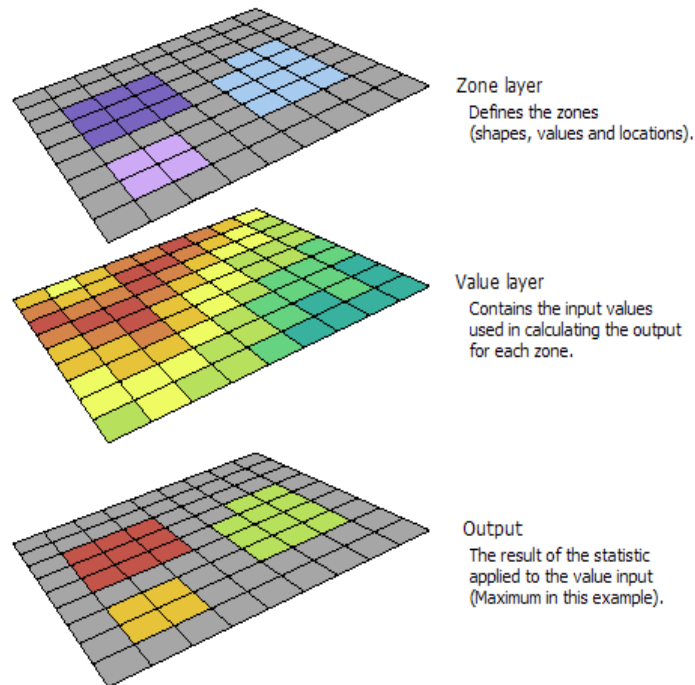 Zone layer
Defines the zones
(shapes, values and locations).
Value layer
Contains the input values
used in calculating the output
for each zone.
Output
The result of the statistic
applied to the value input
(Maximum in this example).